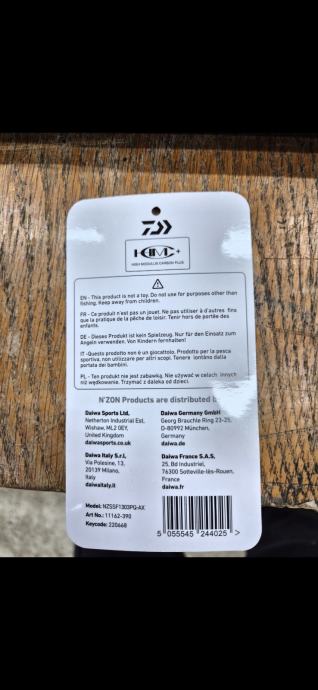 HMC+
HIGH MODULUS CARBON PLUS
EN - This product is not a toy. Do not use for purposes other than
fishing. Keep away from children.
FR - Ce produit n'est pas un jouet. Ne pas utiliser à d'autres fins
que la pratique de la pêche de loisir. Tenir hors de portée des
enfants.
DE - Dieses Produkt ist kein Spielzeug. Nur für den Einsatz zum
Angeln verwenden. Von Kindern fernhalten!
IT - Questo prodotto non è un giocattolo. Prodotto per la pesca
sportiva, non utilizzare per altri scopi. Tenere lontano dalla
portata dei bambini.
PL - Ten produkt nie jest zabawką. Nie używać w celach innych
niż wędkowanie. Trzymać z daleka od dzieci.
N'ZON Products are distributed
Daiwa Sports Ltd.
Netherton Industrial Est.
Wishaw, ML2 0EY,
United Kingdom
daiwasports.co.uk
Daiwa Germany GmbH
Georg Brauchle Ring 23-25,
D-80992 München,
Germany
daiwa.de
Daiwa Italy S.r.l.
Via Polesine, 13,
20139 Milano,
Italy
daiwaitaly.it
Daiwa France S.A.S,
25, Bd Industriel,
76300 Sotteville-lès-Rouen,
France
daiwa.fr
Model: NZSSF1303PQ-AX
Art No.: 11162-390
Keycode: 220668
5 055545 244025 >